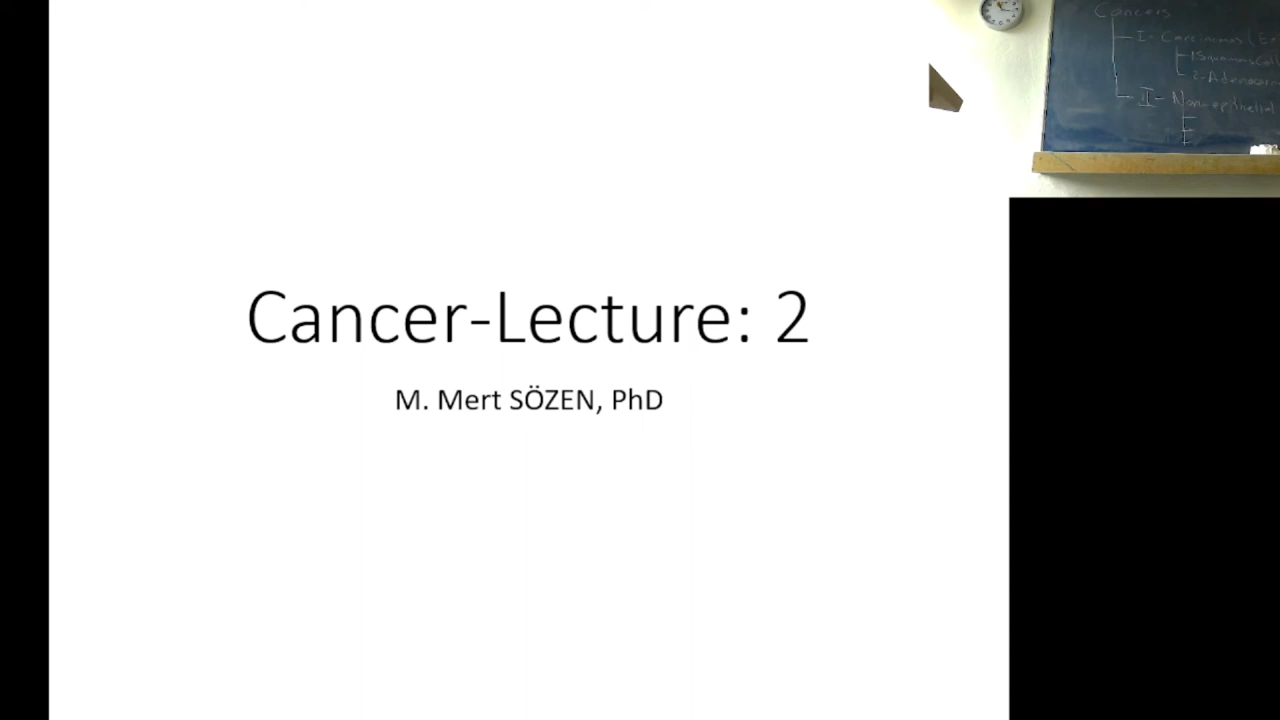 Cancer-Lecture: 2
M. Mert SÖZEN, PhD
Cancers
I- Carcinomas (
II- Non-epithelial